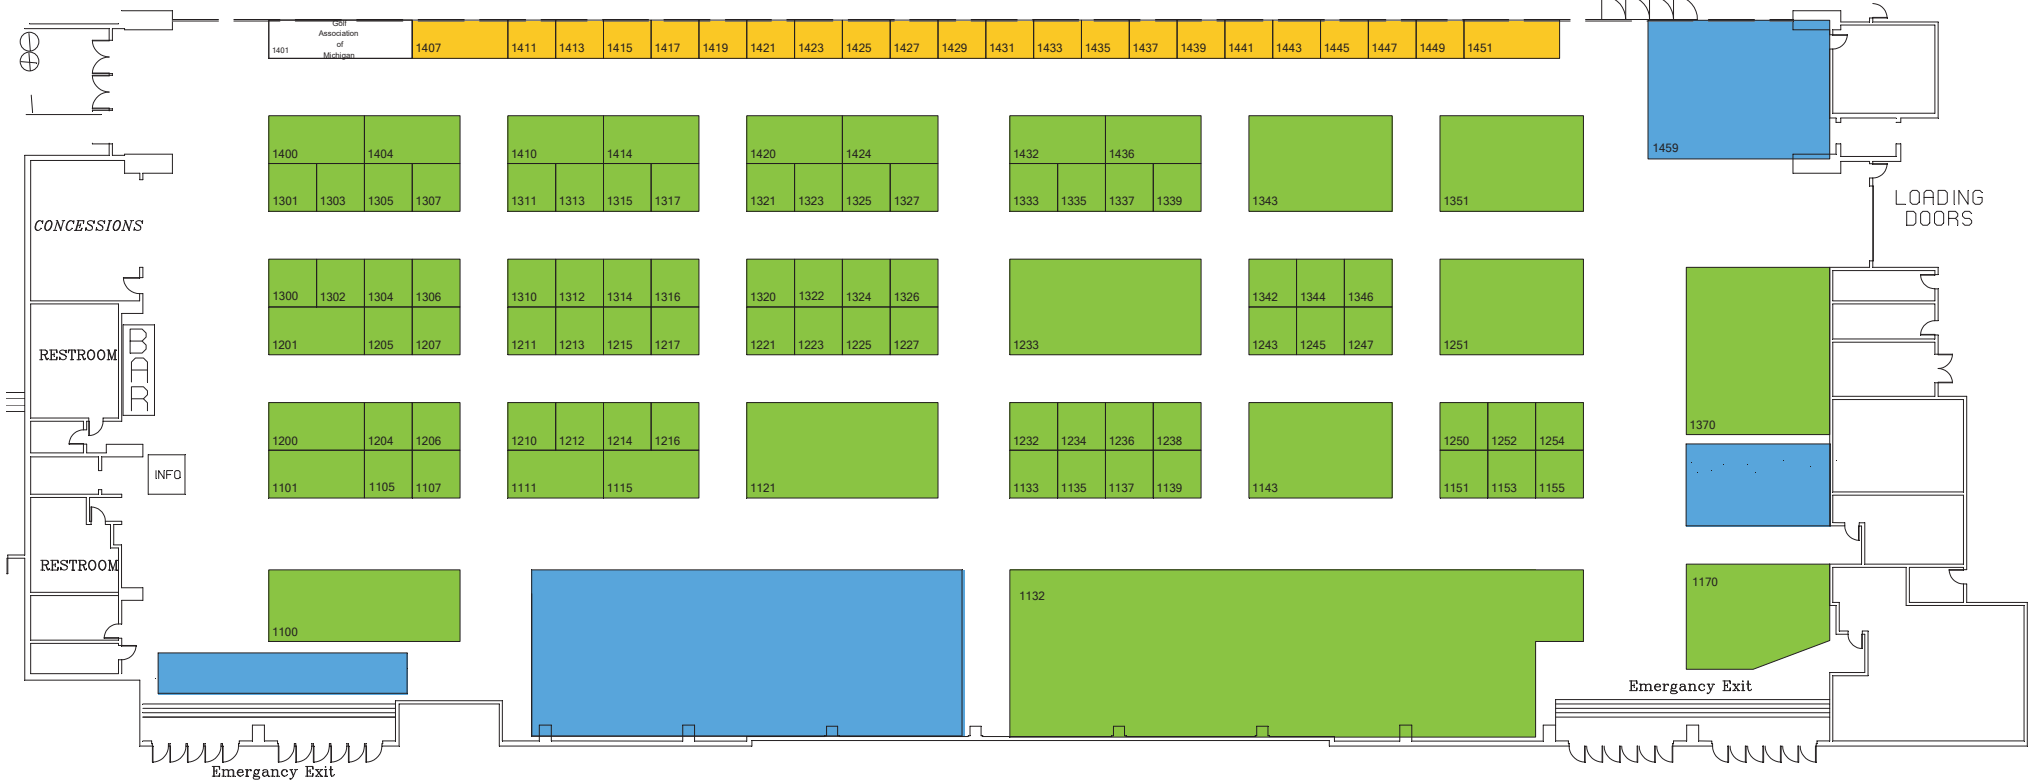 Golf
Association
of
Michigan
1401
1407 1411 1413 1415 1417 1419 1421 1423 1425 1427 1429 1431 1433 1435 1437 1439 1441 1443 1445 1447 1449 1451
1400 1404 1410 1414 1420 1424 1432 1436 1459
1301 1303 1305 1307 1311 1313 1315 1317 1321 1323 1325 1327 1333 1335 1337 1339 1343 1351
LOADING
DOORS
CONCESSIONS
1300 1302 1304 1306 1310 1312 1314 1316 1320 1322 1324 1326 1342 1344 1346
1201 1205 1207 1211 1213 1215 1217 1221 1223 1225 1227 1233 1243 1245 1247 1251
RESTROOM
BAR
1370
1200 1204 1206 1210 1212 1214 1216 1232 1234 1236 1238 1250 1252 1254
INFO
1101 1105 1107 1111 1115 1121 1133 1135 1137 1139 1143 1151 1153 1155
RESTROOM
1170
1132
1100
Emergancy Exit
Emergancy Exit